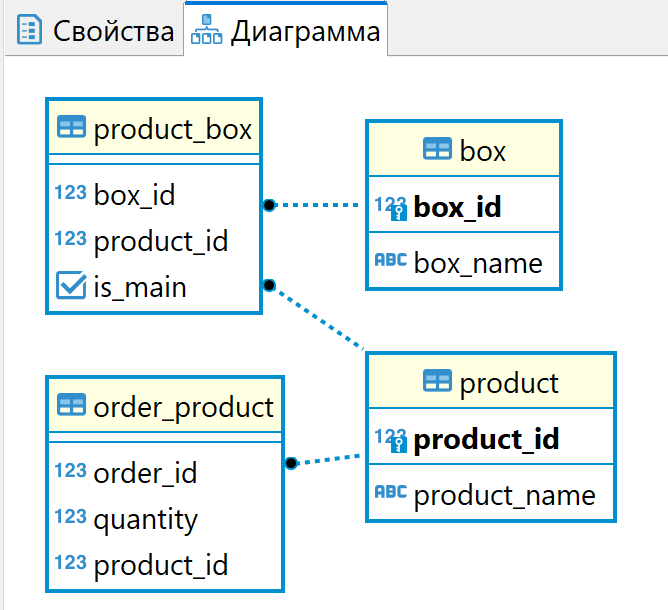 Свойства
Диаграмма
product_box
123 box_id
123 product_id
is_main
box
123 box_id
ABC box_name
order_product
123 order_id
123 quantity
123 product_id
product
123 product_id
ABC product_name